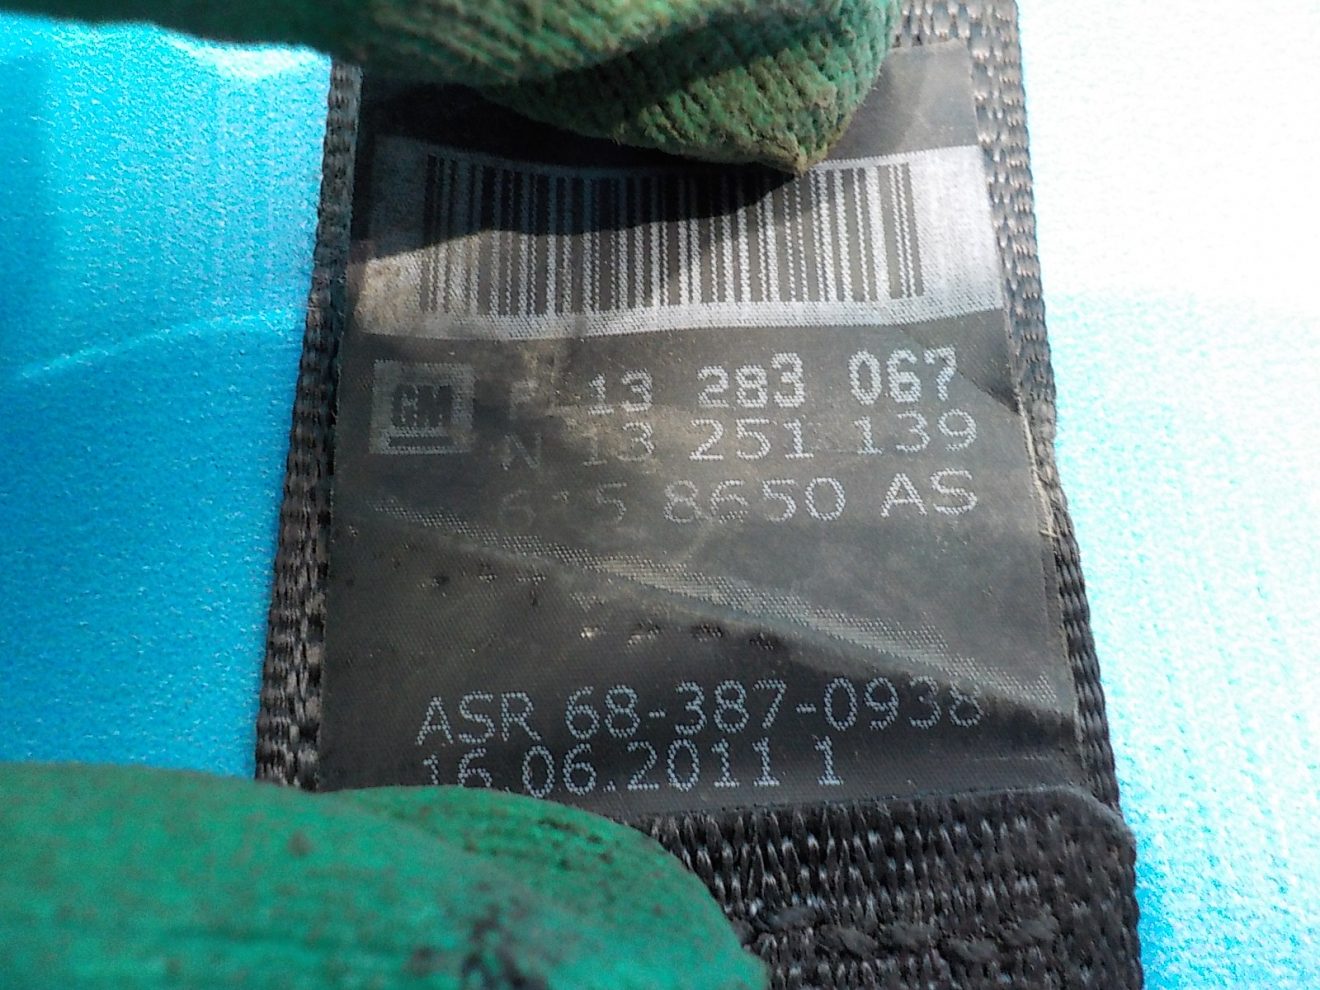 GM
13 283 067
N 13 251 139
8650 AS
ASR 68-387-0938
16.06.2011 1